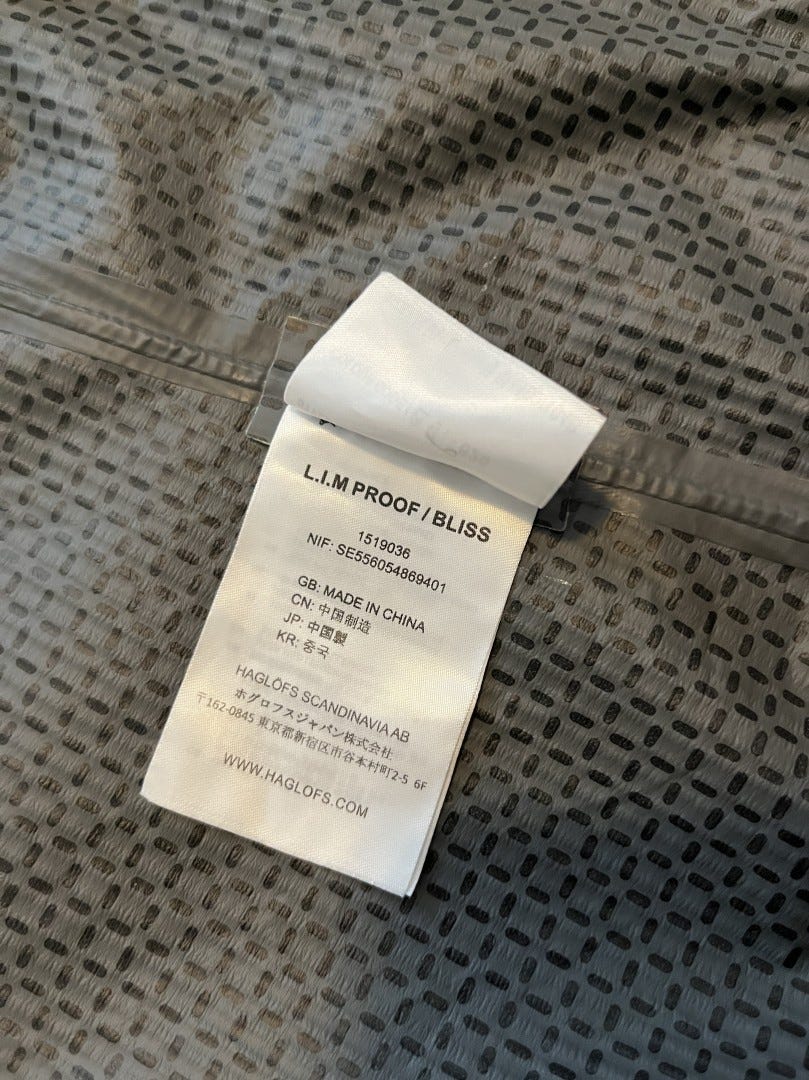 L.I.M PROOF / BLISS
1519036
NIF: SE556054869401
GB: MADE IN CHINA
CN: 中国制造
JP: 中国製
KR: 중국
HAGLÖFS SCANDINAVIA AB
ホグロフスジャパン株式会社
〒162-0845 東京都新宿区市谷本村町2-5 6F
WWW.HAGLOFS.COM